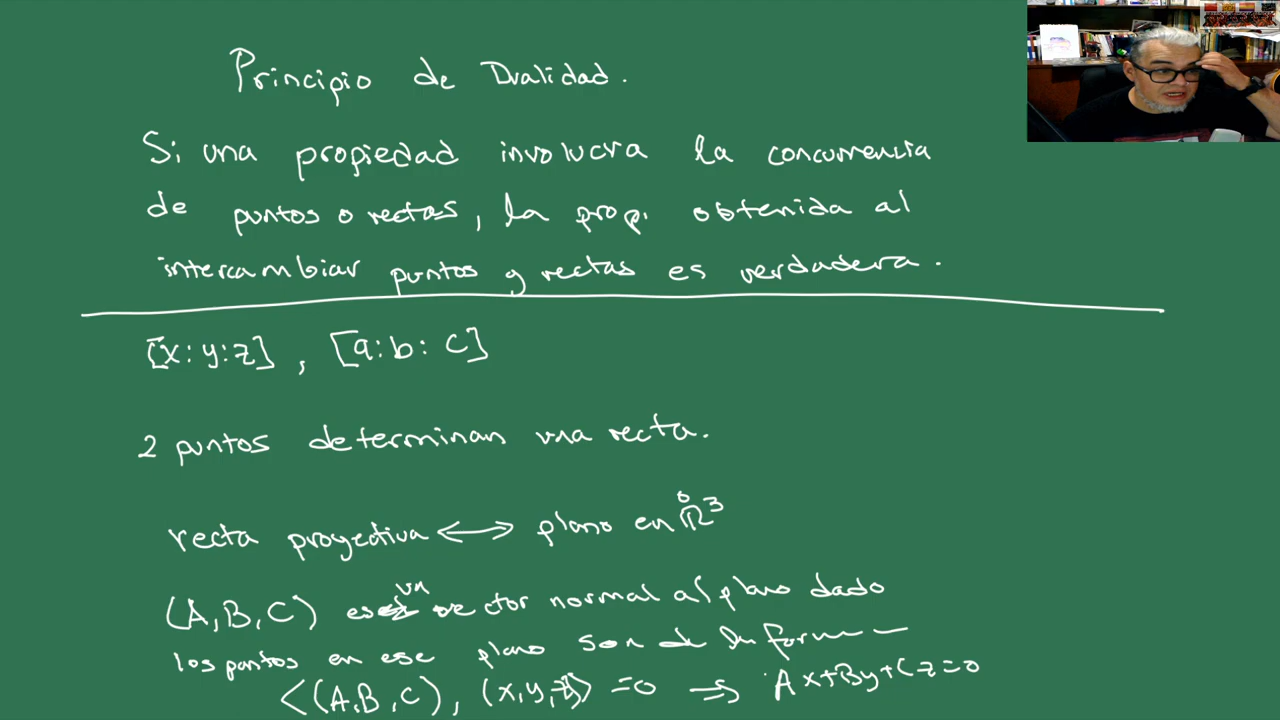 Principio de Dualidad.
Si una propiedad involucra la concurrencia
de puntos o rectas, la prop. obtenida al
intercambiar puntos y rectas es verdadera.
[x:y:z], [a:b:c]
2 puntos determinan una recta.
recta proyectiva ⟷ plano en ℝ³
(A,B,C) es un vector normal al plano dado
los puntos en ese plano son de la forma
⟨(A,B,C), (x,y,z)⟩ =0 ⇒ Ax+By+Cz=0